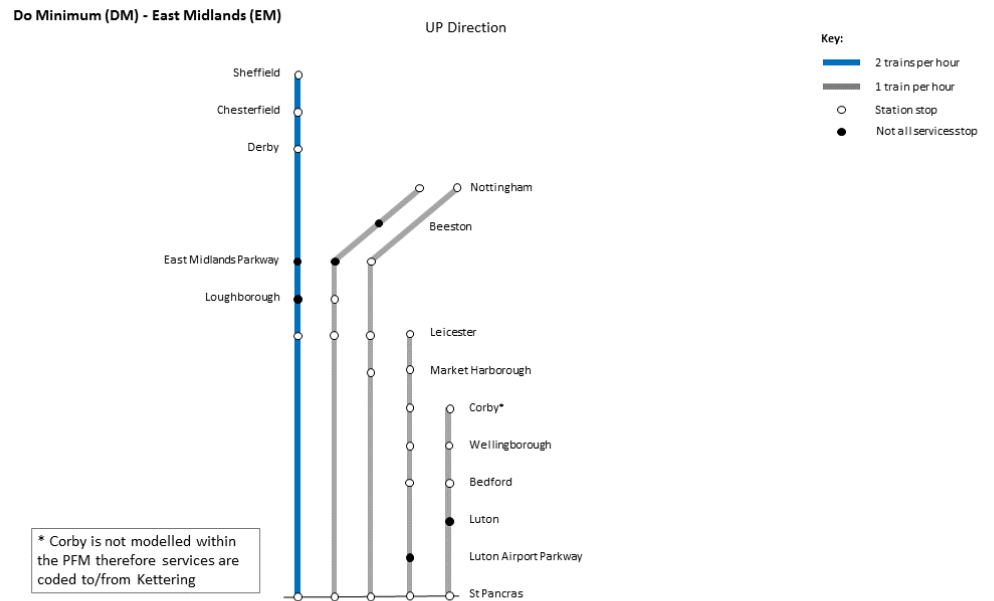 Do Minimum (DM) - East Midlands (EM)
UP Direction
Key:
2 trains per hour
1 train per hour
Station stop
Not all services stop
Sheffield
Chesterfield
Derby
Nottingham
Beeston
East Midlands Parkway
Loughborough
Leicester
Market Harborough
Corby*
Wellingborough
Bedford
Luton
Luton Airport Parkway
St Pancras
* Corby is not modelled within
the PFM therefore services are
coded to/from Kettering